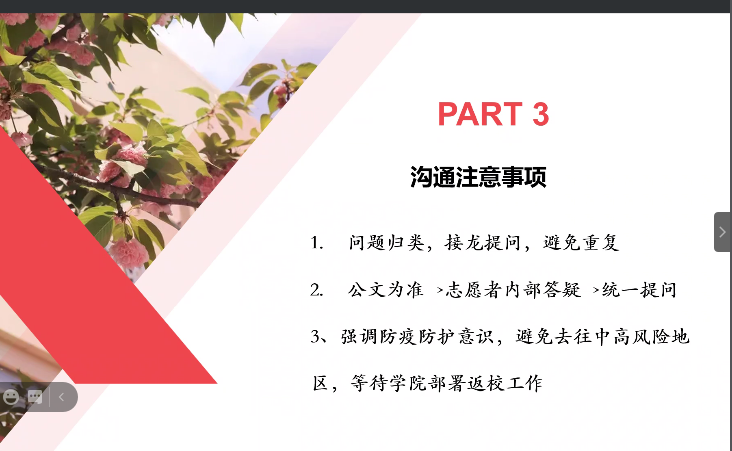 PART 3
沟通注意事项
1. 问题归类，接龙提问，避免重复
2. 公文为准 →志愿者内部答疑 →统一提问
3、强调防疫防护意识，避免去往中高风险地
区，等待学院部署返校工作